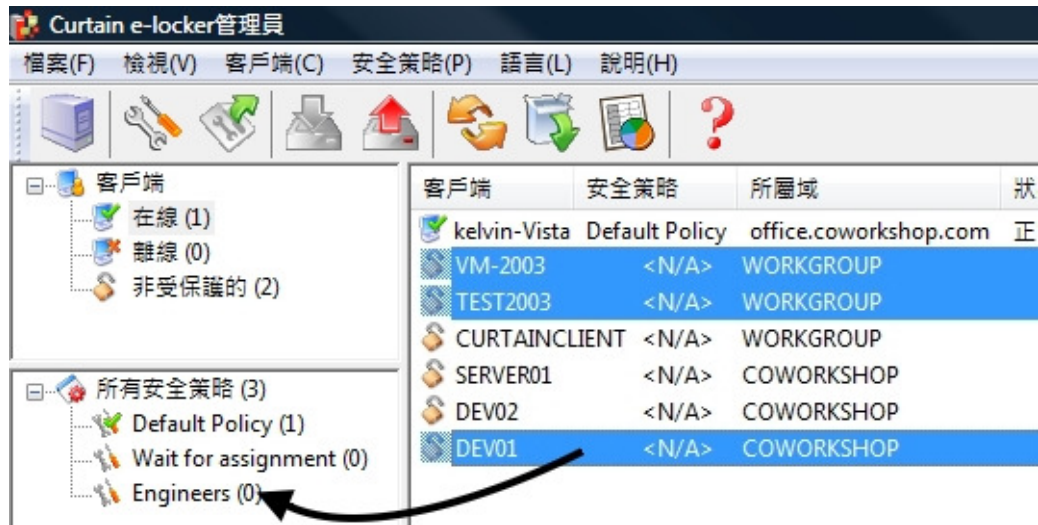 Curtain e-locker管理員
檔案(F) 檢視(V) 客戶端(C) 安全策略(P) 語言(L) 說明(H)
客戶端
在線 (1)
離線 (0)
非受保護的 (2)
所有安全策略 (3)
Default Policy (1)
Wait for assignment (0)
Engineers (0)
客戶端 安全策略 所屬域 狀
kelvin-Vista Default Policy office.coworkshop.com 正
VM-2003 <N/A> WORKGROUP
TEST2003 <N/A> WORKGROUP
CURTAINCLIENT <N/A> WORKGROUP
SERVER01 <N/A> COWORKSHOP
DEV02 <N/A> COWORKSHOP
DEV01 <N/A> COWORKSHOP